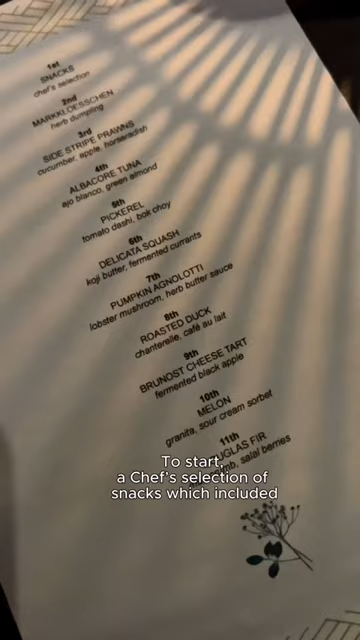 1st
SNACKS
chef's selection
2nd
MARKKLOESSCHEN
herb dumpling
3rd
SIDE STRIPE PRAWNS
cucumber, apple, horseradish
4th
ALBACORE TUNA
ajo blanco, green almond
5th
PICKEREL
tomato dashi, bok choy
6th
DELICATA SQUASH
koji butter, fermented currants
7th
PUMPKIN AGNOLOTTI
lobster mushroom, herb butter sauce
8th
ROASTED DUCK
chanterelle, café au lait
9th
BRUNOST CHEESE TART
fermented black apple
10th
MELON
granita, sour cream sorbet
11th
FIR
salal berries
To start,
a Chef's selection of
snacks which included